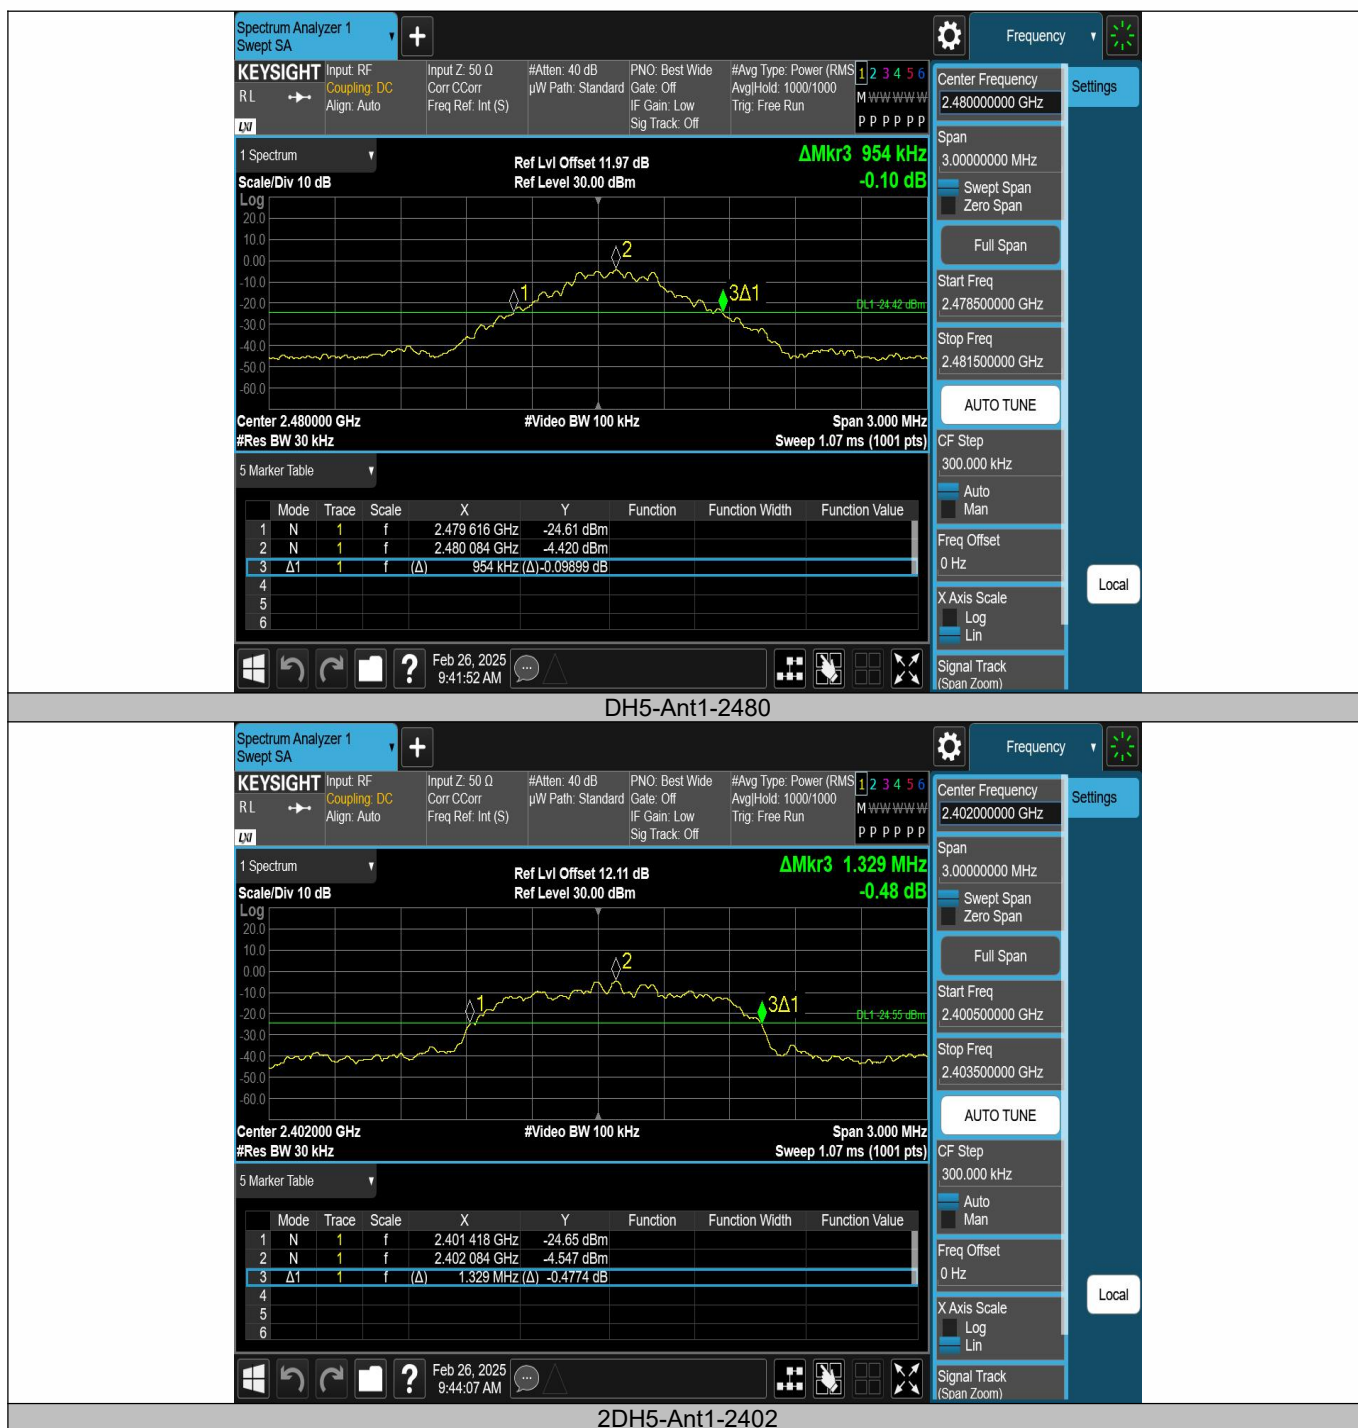 Spectrum Analyzer 1
Swept SA
+
Frequency
KEYSIGHT
RL
LXI
Input: RF
Coupling: DC
Align: Auto
Input Z: 50 Ω
Corr CCorr
Freq Ref: Int (S)
#Atten: 40 dB
µW Path: Standard
PNO: Best Wide
Gate: Off
IF Gain: Low
Sig Track: Off
#Avg Type: Power (RMS
Avg|Hold: 1000/1000
Trig: Free Run
1 2 3 4 5 6
M W W W W W
P P P P P P
1 Spectrum
Scale/Div 10 dB
Ref Lvl Offset 11.97 dB
Ref Level 30.00 dBm
ΔMkr3 954 kHz
-0.10 dB
Log
20.0
10.0
0.00
-10.0
-20.0
-30.0
-40.0
-50.0
-60.0
1
2
3Δ1
DL1 -24.42 dBm
Center 2.480000 GHz
#Video BW 100 kHz
Span 3.000 MHz
#Res BW 30 kHz
Sweep 1.07 ms (1001 pts)
5 Marker Table
Mode Trace Scale X Y Function Function Width Function Value
1 N 1 f 2.479 616 GHz -24.61 dBm
2 N 1 f 2.480 084 GHz -4.420 dBm
3 Δ1 1 f (Δ) 954 kHz (Δ) -0.09899 dB
4
5
6
?
Feb 26, 2025
9:41:52 AM
Center Frequency
2.480000000 GHz
Span
3.00000000 MHz
Swept Span
Zero Span
Full Span
Start Freq
2.478500000 GHz
Stop Freq
2.481500000 GHz
AUTO TUNE
CF Step
300.000 kHz
Auto
Man
Freq Offset
0 Hz
X Axis Scale
Log
Lin
Signal Track
(Span Zoom)
Settings
Local
DH5-Ant1-2480
Spectrum Analyzer 1
Swept SA
+
Frequency
KEYSIGHT
RL
LXI
Input: RF
Coupling: DC
Align: Auto
Input Z: 50 Ω
Corr CCorr
Freq Ref: Int (S)
#Atten: 40 dB
µW Path: Standard
PNO: Best Wide
Gate: Off
IF Gain: Low
Sig Track: Off
#Avg Type: Power (RMS
Avg|Hold: 1000/1000
Trig: Free Run
1 2 3 4 5 6
M W W W W W
P P P P P P
1 Spectrum
Scale/Div 10 dB
Ref Lvl Offset 12.11 dB
Ref Level 30.00 dBm
ΔMkr3 1.329 MHz
-0.48 dB
Log
20.0
10.0
0.00
-10.0
-20.0
-30.0
-40.0
-50.0
-60.0
1
2
3Δ1
DL1 -24.55 dBm
Center 2.402000 GHz
#Video BW 100 kHz
Span 3.000 MHz
#Res BW 30 kHz
Sweep 1.07 ms (1001 pts)
5 Marker Table
Mode Trace Scale X Y Function Function Width Function Value
1 N 1 f 2.401 418 GHz -24.65 dBm
2 N 1 f 2.402 084 GHz -4.547 dBm
3 Δ1 1 f (Δ) 1.329 MHz (Δ) -0.4774 dB
4
5
6
?
Feb 26, 2025
9:44:07 AM
Center Frequency
2.402000000 GHz
Span
3.00000000 MHz
Swept Span
Zero Span
Full Span
Start Freq
2.400500000 GHz
Stop Freq
2.403500000 GHz
AUTO TUNE
CF Step
300.000 kHz
Auto
Man
Freq Offset
0 Hz
X Axis Scale
Log
Lin
Signal Track
(Span Zoom)
Settings
Local
2DH5-Ant1-2402